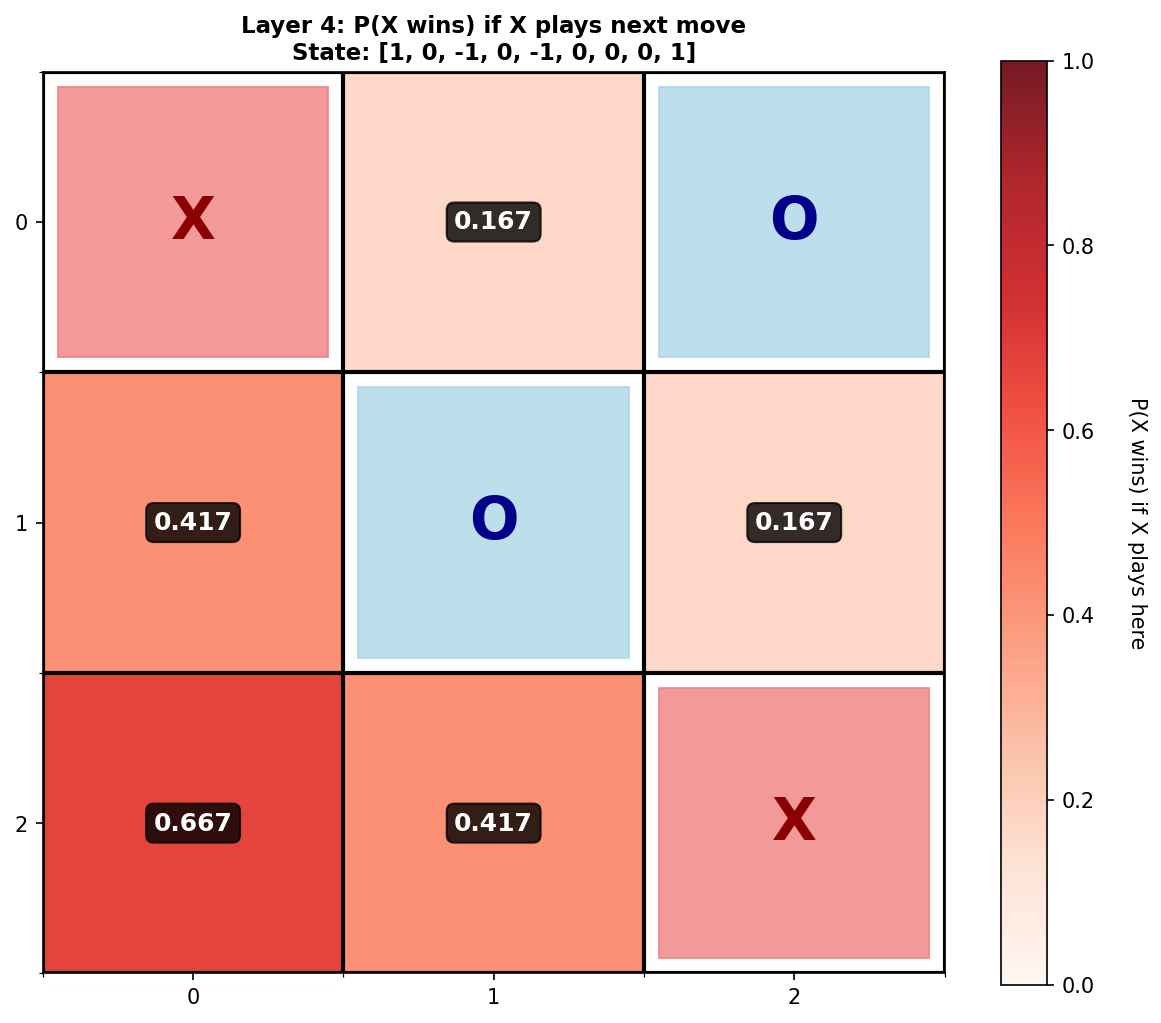 Layer 4: P(X wins) if X plays next move
State: [1, 0, -1, 0, -1, 0, 0, 0, 1]
X
0.167
O
0.417
O
0.167
0.667
0.417
X
0
1
2
0
1
2
1.0
0.8
0.6
0.4
0.2
0.0
P(X wins) if X plays here